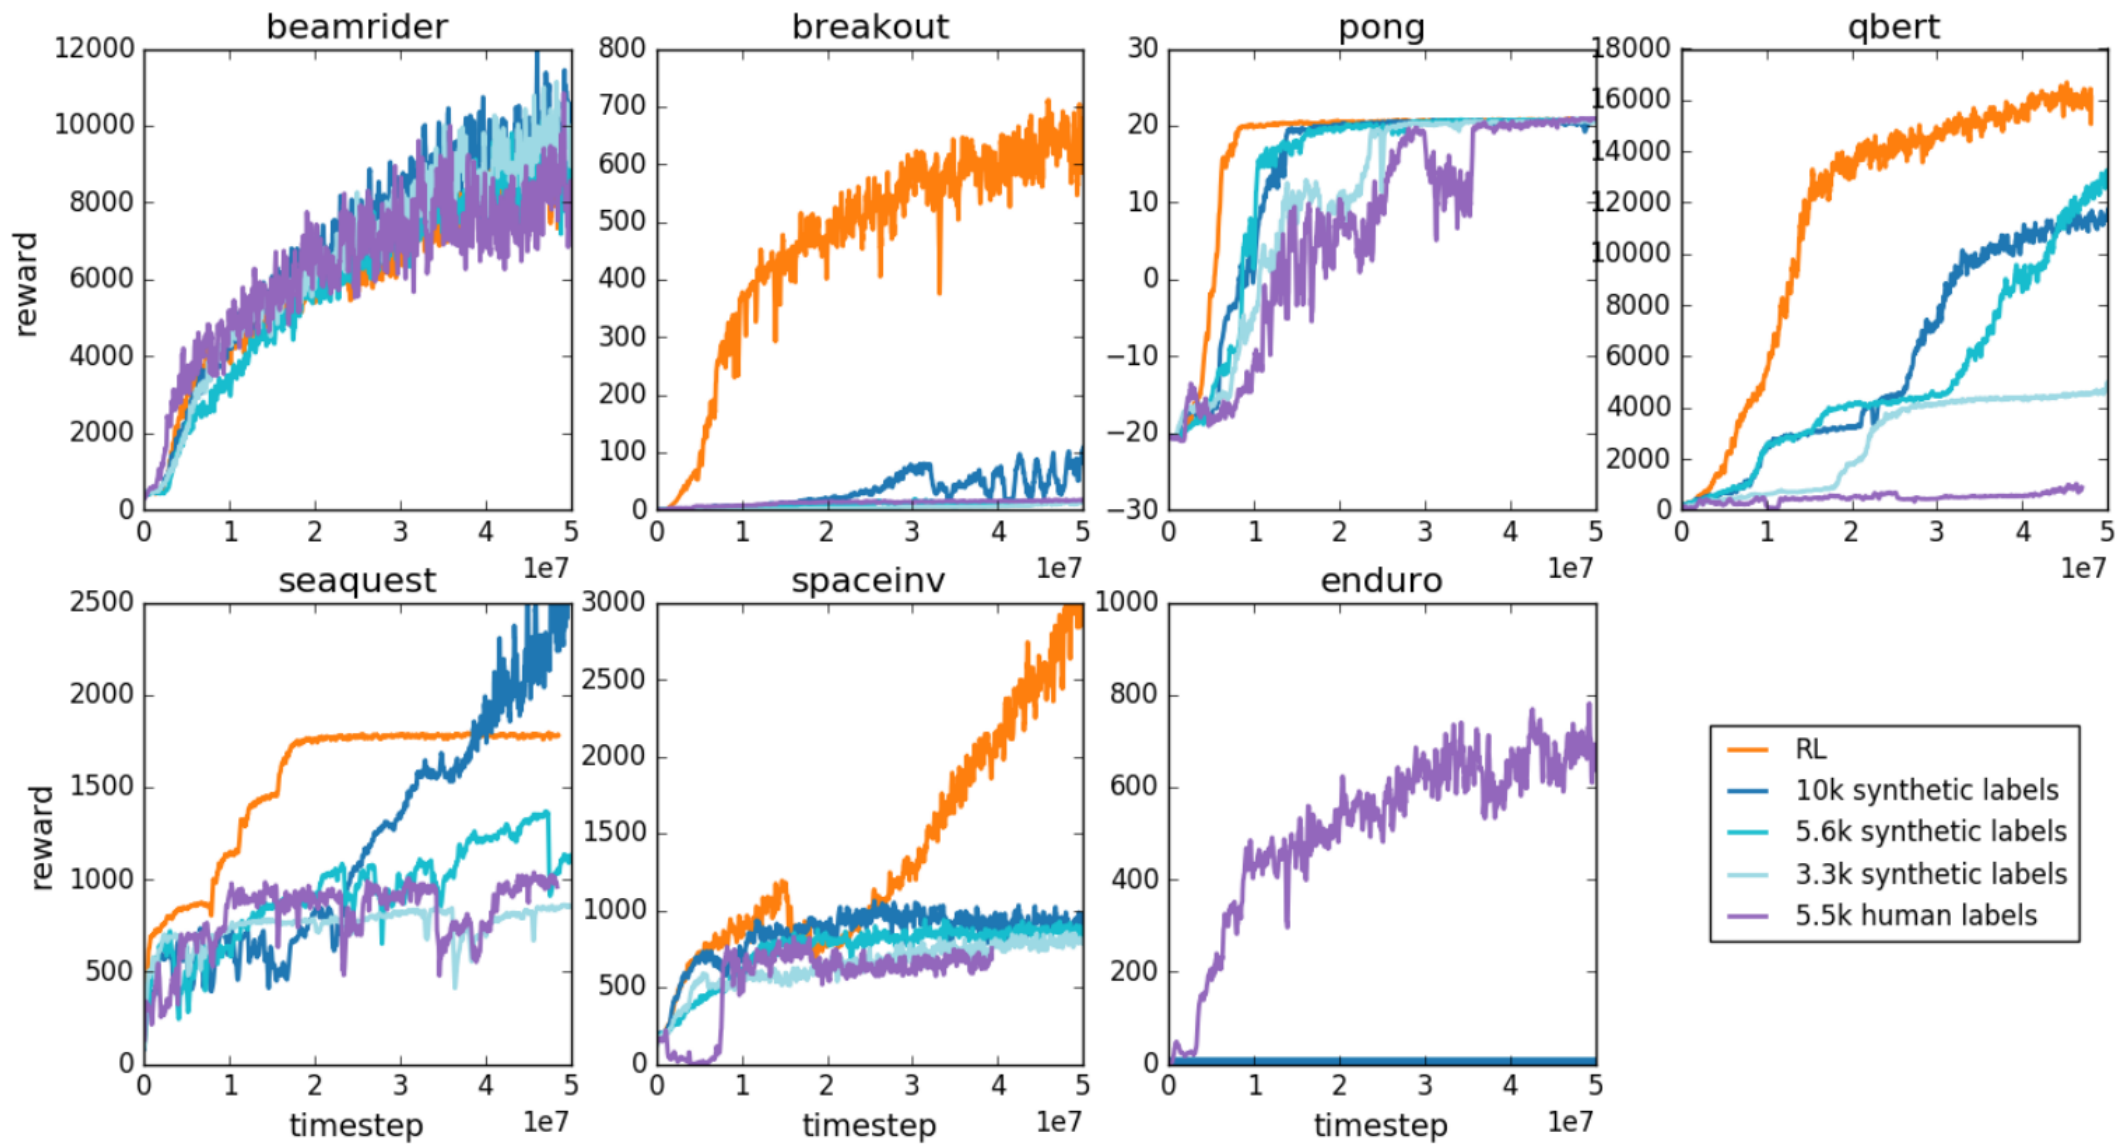 beamrider
12000
10000
8000
6000
4000
2000
0
0 1 2 3 4 5
1e7
reward
breakout
800
700
600
500
400
300
200
100
0
0 1 2 3 4 5
1e7
pong
30
20
10
0
−10
−20
−30
0 1 2 3 4 5
1e7
qbert
18000
16000
14000
12000
10000
8000
6000
4000
2000
0
0 1 2 3 4 5
1e7
seaquest
2500
2000
1500
1000
500
0
0 1 2 3 4 5
1e7
reward
timestep
spaceinv
3000
2500
2000
1500
1000
500
0
0 1 2 3 4 5
1e7
timestep
enduro
1000
800
600
400
200
0
0 1 2 3 4 5
1e7
timestep
RL
10k synthetic labels
5.6k synthetic labels
3.3k synthetic labels
5.5k human labels